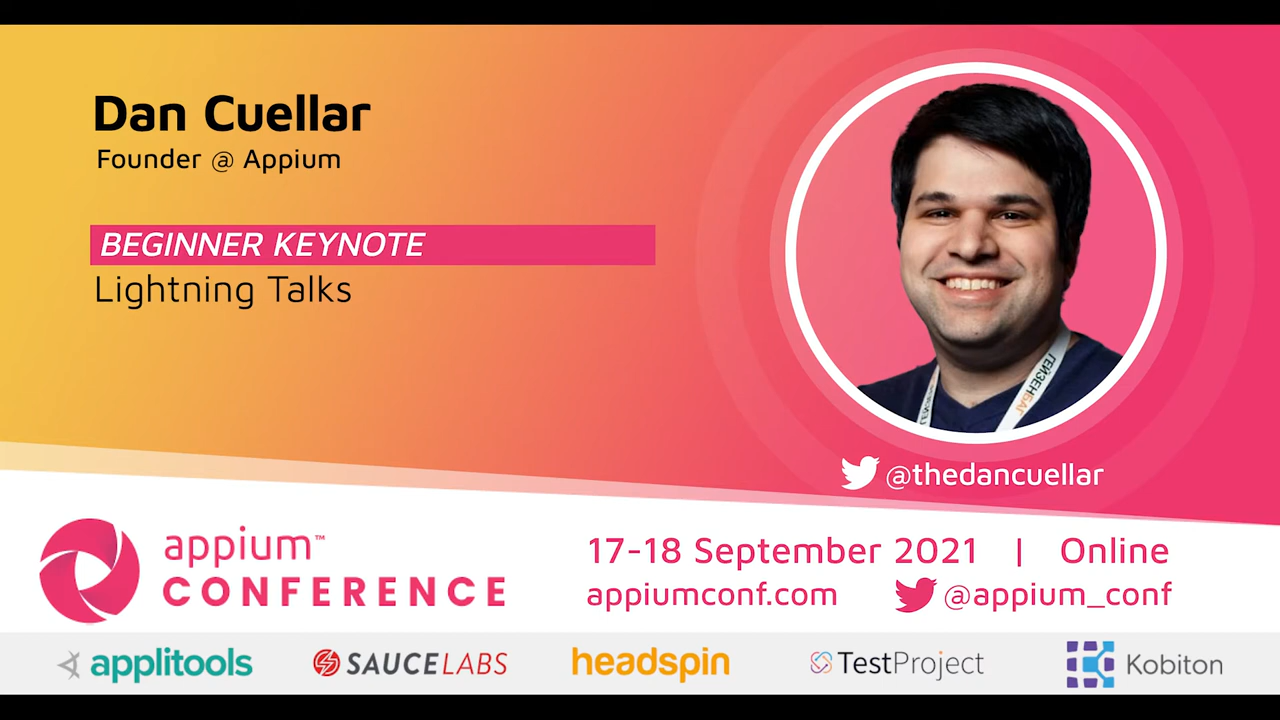 Dan Cuellar
Founder @ Appium
BEGINNER KEYNOTE
Lightning Talks
ГЕЙЗЕНБАГ
@thedancuellar
appium™
CONFERENCE
17-18 September 2021 | Online
appiumconf.com @appium_conf
applitools SAUCELABS headspin TestProject Kobiton